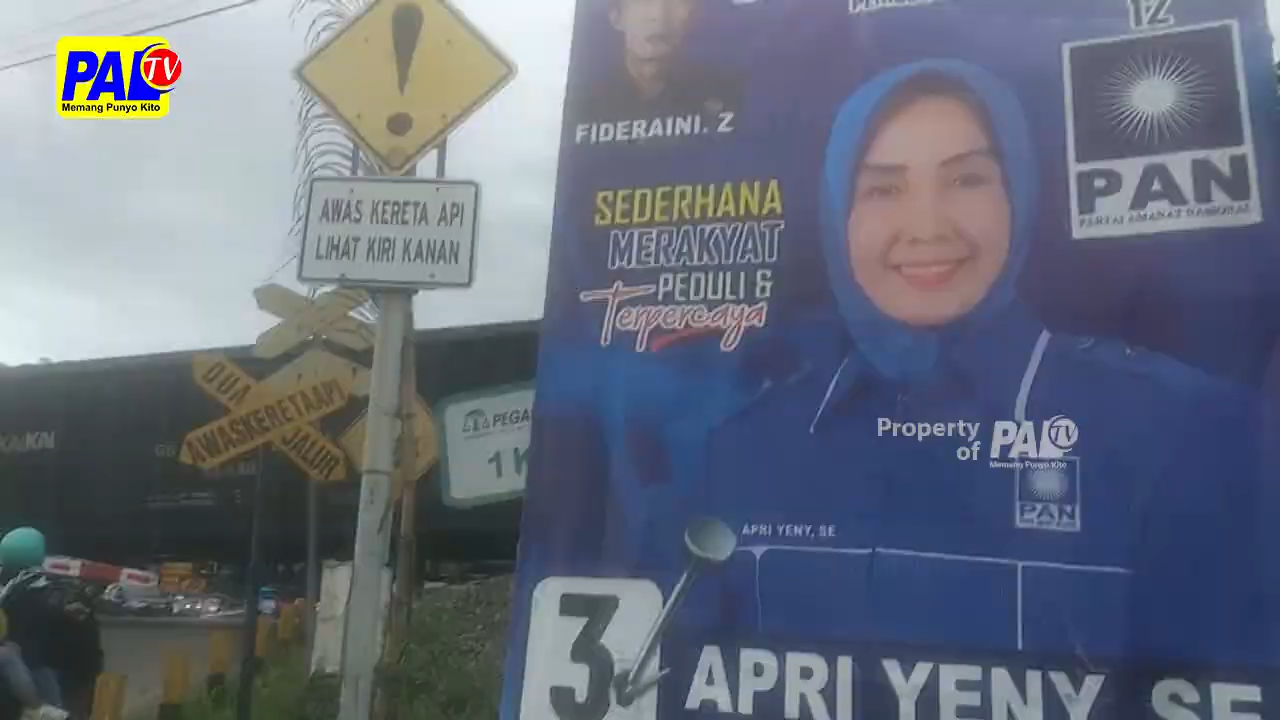 PAL TV
Memang Punyo Kito
AWAS KERETA API
LIHAT KIRI KANAN
DUA
AWAS KERETA API
JALUR
PEGA
1 K
FIDERAINI. Z
SEDERHANA
MERAKYAT
PEDULI &
Terpercaya
12
PAN
PARTAI AMANAT NASIONAL
Property
of
PAL TV
Memang Punyo Kito
PAN
APRI YENY, SE
3
APRI YENY, SE